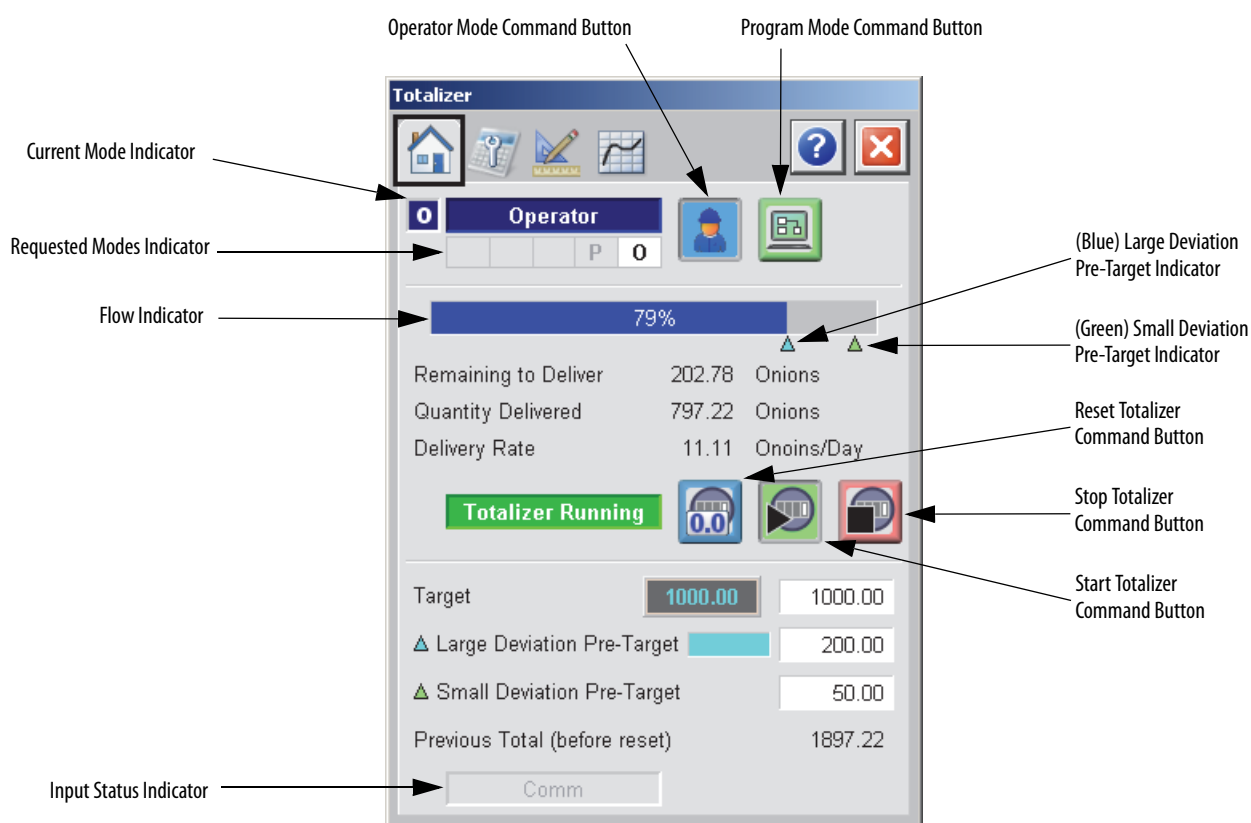 Operator Mode Command Button
Program Mode Command Button
Totalizer
?
Current Mode Indicator
O Operator
Requested Modes Indicator
P O
(Blue) Large Deviation
Pre-Target Indicator
Flow Indicator
79%
(Green) Small Deviation
Pre-Target Indicator
Remaining to Deliver 202.78 Onions
Quantity Delivered 797.22 Onions
Delivery Rate 11.11 Onoins/Day
Reset Totalizer
Command Button
Totalizer Running
0.0
Stop Totalizer
Command Button
Start Totalizer
Command Button
Target 1000.00 1000.00
Large Deviation Pre-Target 200.00
Small Deviation Pre-Target 50.00
Previous Total (before reset) 1897.22
Input Status Indicator
Comm